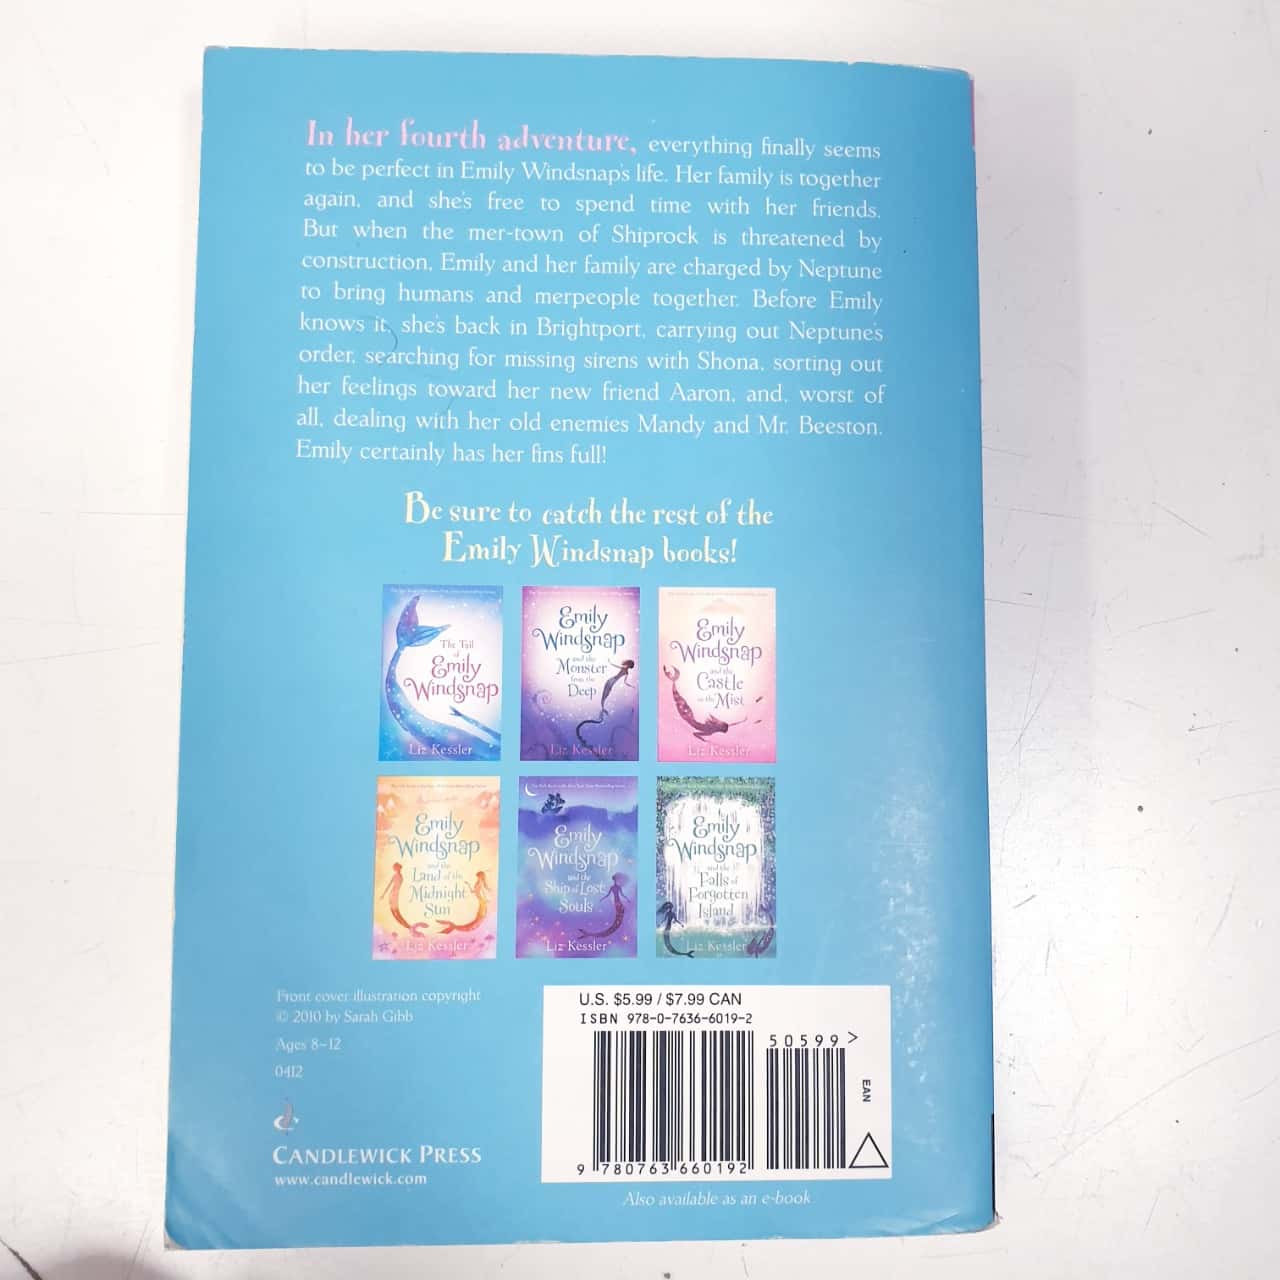 In her fourth adventure, everything finally seems
to be perfect in Emily Windsnap's life. Her family is together
again, and she's free to spend time with her friends.
But when the mer-town of Shiprock is threatened by
construction, Emily and her family are charged by Neptune
to bring humans and merpeople together. Before Emily
knows it, she's back in Brightport, carrying out Neptune's
order, searching for missing sirens with Shona, sorting out
her feelings toward her new friend Aaron, and, worst of
all, dealing with her old enemies Mandy and Mr. Beeston.
Emily certainly has her fins full!
Be sure to catch the rest of the
Emily Windsnap books!
The Tail
of
Emily
Windsnap
Liz Kessler
Emily
Windsnap
and the
Monster
from the
Deep
Liz Kessler
Emily
Windsnap
and the
Castle
in the Mist
Liz Kessler
Emily
Windsnap
and the
Land of the
Midnight
Sun
Liz Kessler
Emily
Windsnap
and the
Ship of Lost
Souls
Liz Kessler
Emily
Windsnap
and the
Falls of
Forgotten
Island
Liz Kessler
Front cover illustration copyright
© 2010 by Sarah Gibb
Ages 8–12
0412
CANDLEWICK PRESS
www.candlewick.com
U.S. $5.99 / $7.99 CAN
ISBN 978-0-7636-6019-2
50599>
EAN
9 780763 660192
Also available as an e-book